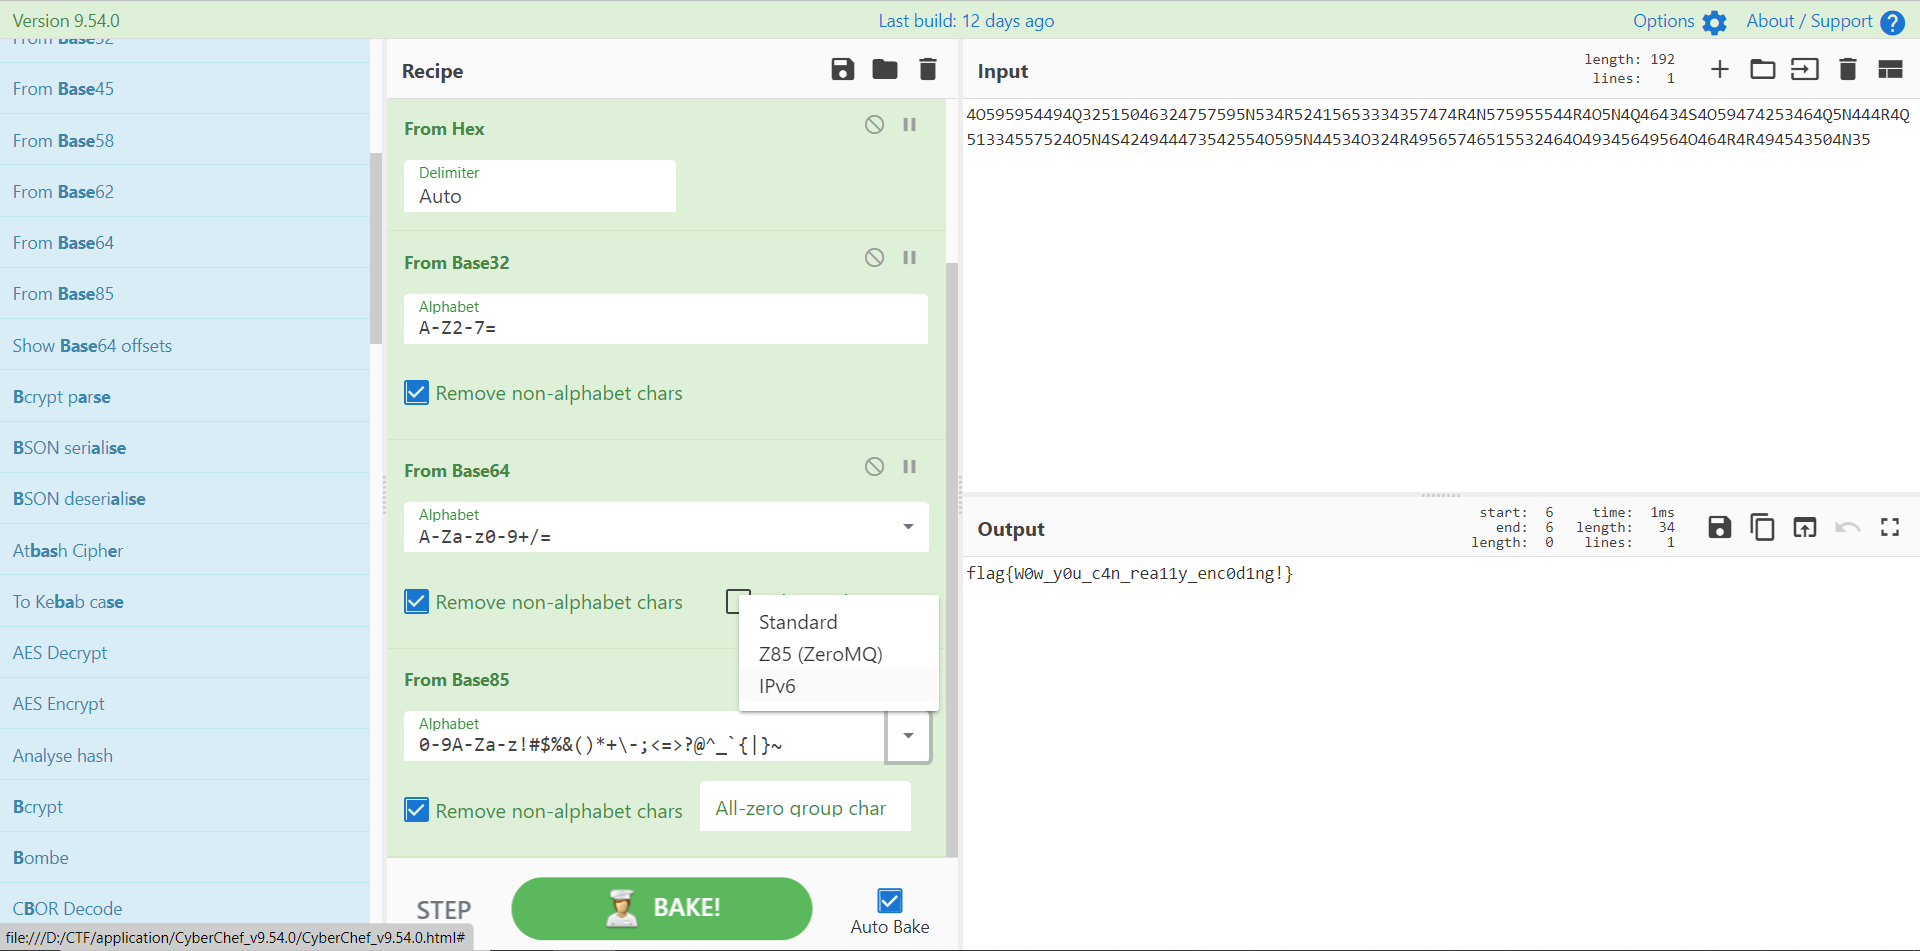 Version 9.54.0
Last build: 12 days ago
Options
About / Support
From Base32
From Base45
From Base58
From Base62
From Base64
From Base85
Show Base64 offsets
Bcrypt parse
BSON serialise
BSON deserialise
Atbash Cipher
To Kebab case
AES Decrypt
AES Encrypt
Analyse hash
Bcrypt
Bombe
CBOR Decode
file:///D:/CTF/application/CyberChef_v9.54.0/CyberChef_v9.54.0.html#
Recipe
From Hex
Delimiter
Auto
From Base32
Alphabet
A-Z2-7=
Remove non-alphabet chars
From Base64
Alphabet
A-Za-z0-9+/=
Remove non-alphabet chars
Standard
Z85 (ZeroMQ)
IPv6
From Base85
Alphabet
0-9A-Za-z!#$%&()*+\-;<=>?@^_`{|}~
Remove non-alphabet chars
All-zero group char
STEP
BAKE!
Auto Bake
Input
length: 192
lines: 1
4O595954494Q32515046324757595N534R52415653334357474R4N575955544R4O5N4Q46434S4O59474253464Q5N444R4Q
51334557524O5N4S424944473542554O595N44534O324R49565746515532464O49345649564O464R4R494543504N35
Output
start: 6
end: 6
length: 0
time: 1ms
length: 34
lines: 1
flag{W0w_y0u_c4n_rea11y_enc0d1ng!}